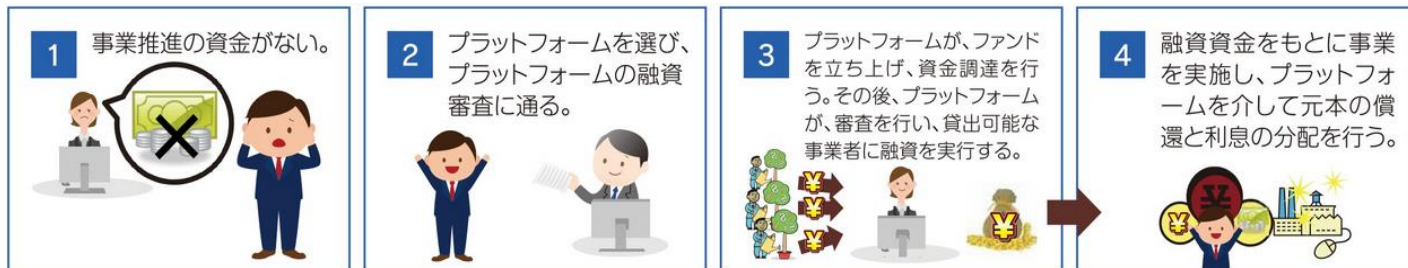 1
事業推進の資金がない。
2
プラットフォームを選び、
プラットフォームの融資
審査に通る。
3
プラットフォームが、ファンド
を立ち上げ、資金調達を行
う。その後、プラットフォーム
が、審査を行い、貸出可能な
事業者に融資を実行する。
¥
¥
¥
¥
4
融資資金をもとに事業
を実施し、プラットフォ
ームを介して元本の償
還と利息の分配を行う。
¥
¥